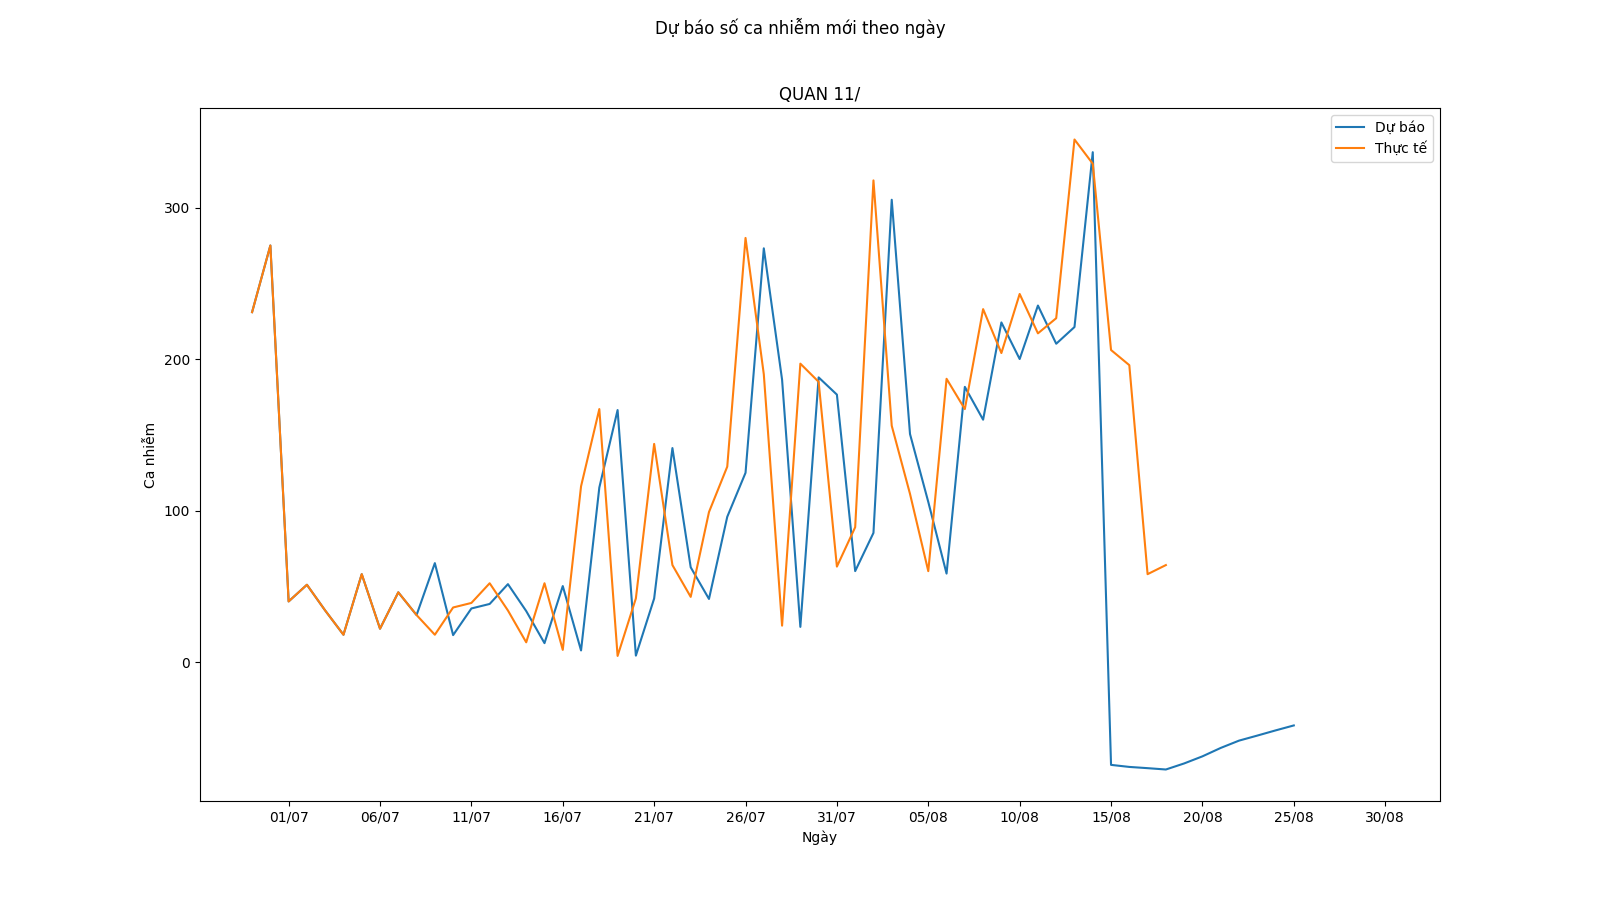 Dự báo số ca nhiễm mới theo ngày
QUAN 11/
Dự báo
Thực tế
300
200
100
0
Ca nhiễm
01/07 06/07 11/07 16/07 21/07 26/07 31/07 05/08 10/08 15/08 20/08 25/08 30/08
Ngày